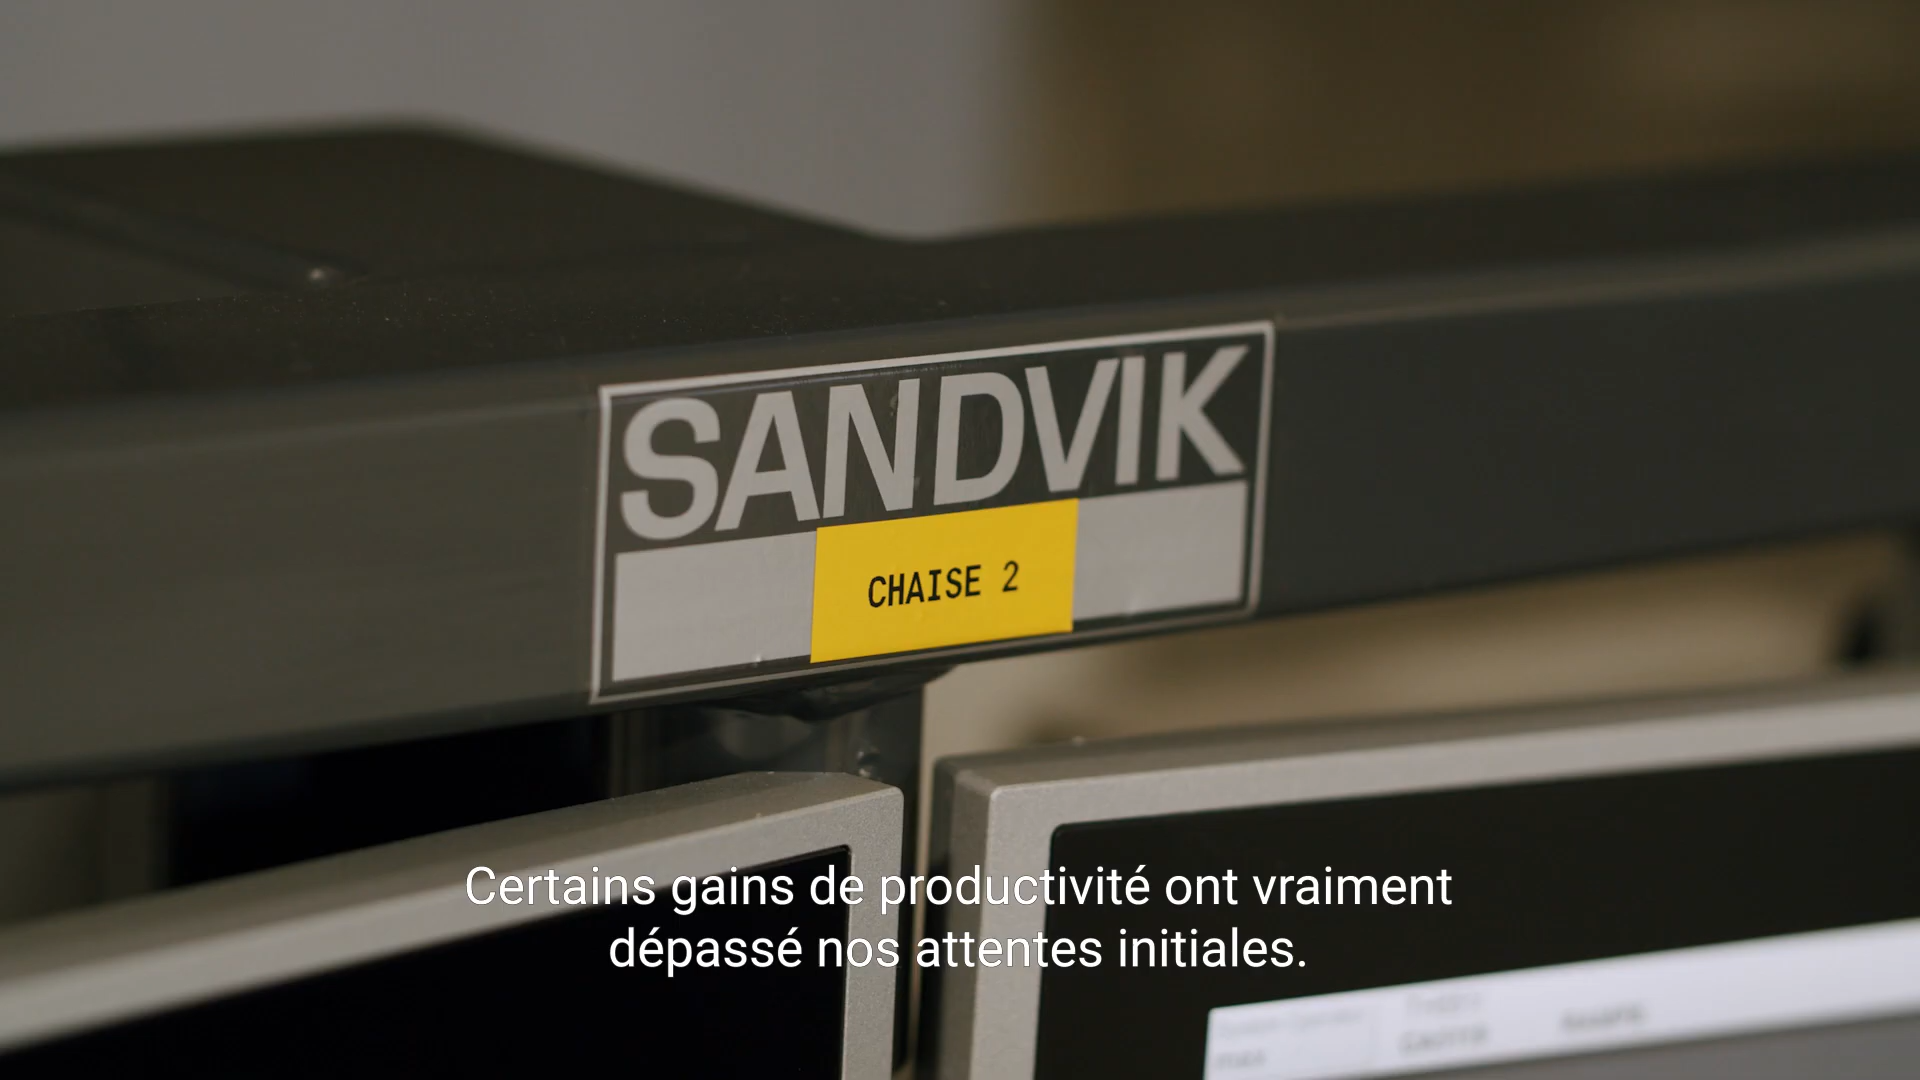 SANDVIK
CHAISE 2
Certains gains de productivité ont vraiment
dépassé nos attentes initiales.